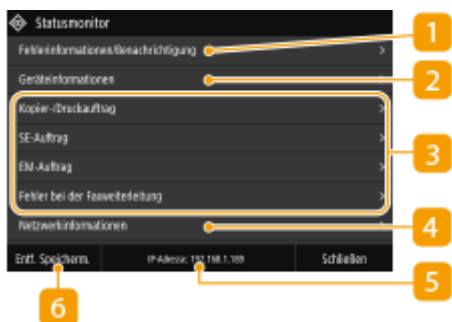 Statusmonitor
1
Fehlerinformationen/Benachrichtigung
Geräteinformationen
2
Kopier-/Druckauftrag
SE-Auftrag
3
EM-Auftrag
Fehler bei der Faxweiterleitung
Netzwerkinformationen
4
Entf. Speicherm.
IP-Adresse: 192.168.1.189
Schließen
5
6